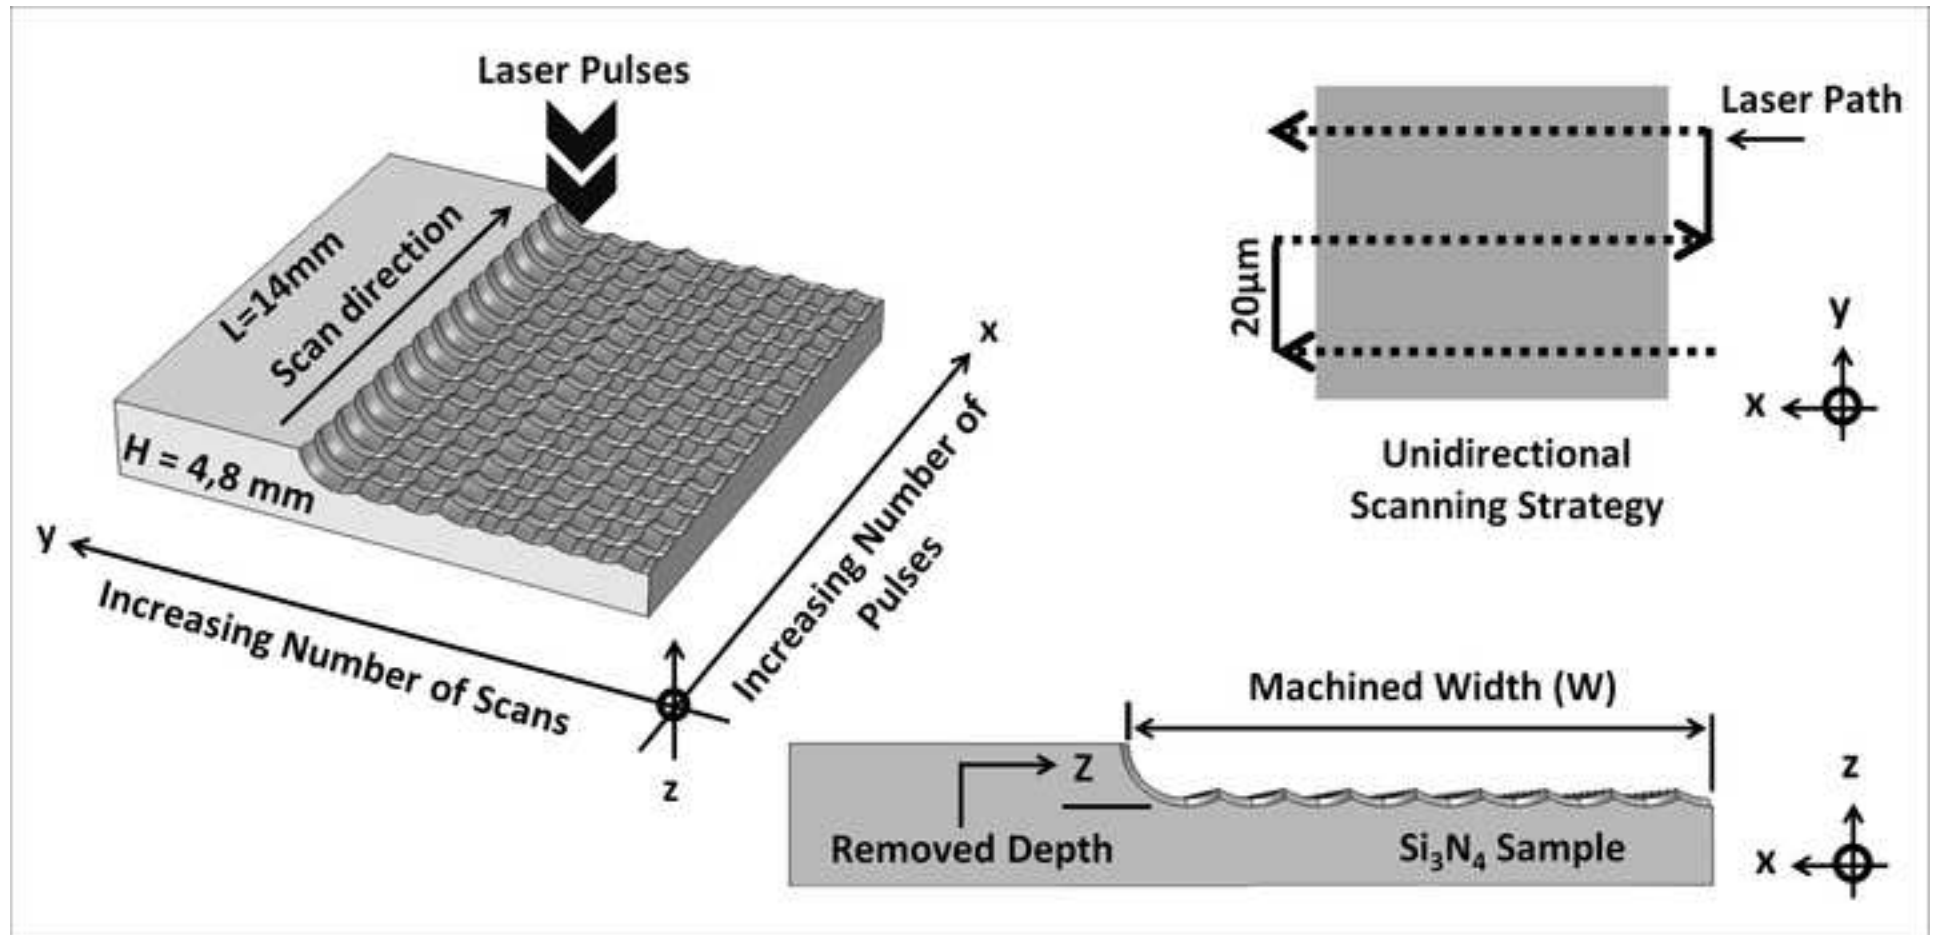 Laser Pulses
L=14mm
Scan direction
H = 4,8 mm
y
x
z
Increasing Number of Scans
Increasing Number of
Pulses
Laser Path
20μm
y
x
Unidirectional
Scanning Strategy
Machined Width (W)
Z
Removed Depth
Si₃N₄ Sample
z
x